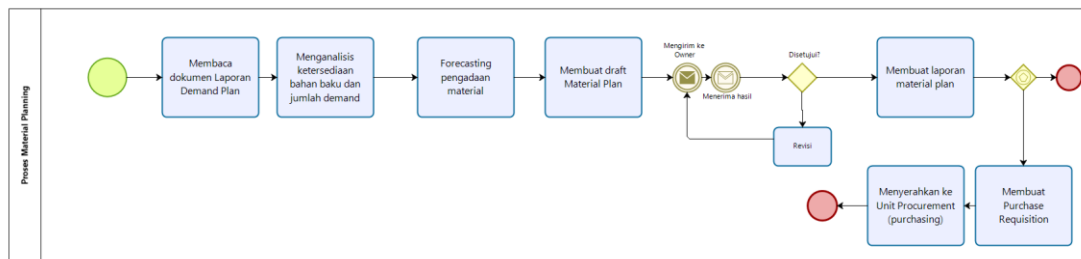 Proses Material Planning
Membaca
dokumen Laporan
Demand Plan
Menganalisis
ketersediaan
bahan baku dan
jumlah demand
Forecasting
pengadaan
material
Membuat draft
Material Plan
Mengirim ke
Owner
Menerima hasil
Disetujui?
Revisi
Membuat laporan
material plan
Membuat
Purchase
Requisition
Menyerahkan ke
Unit Procurement
(purchasing)